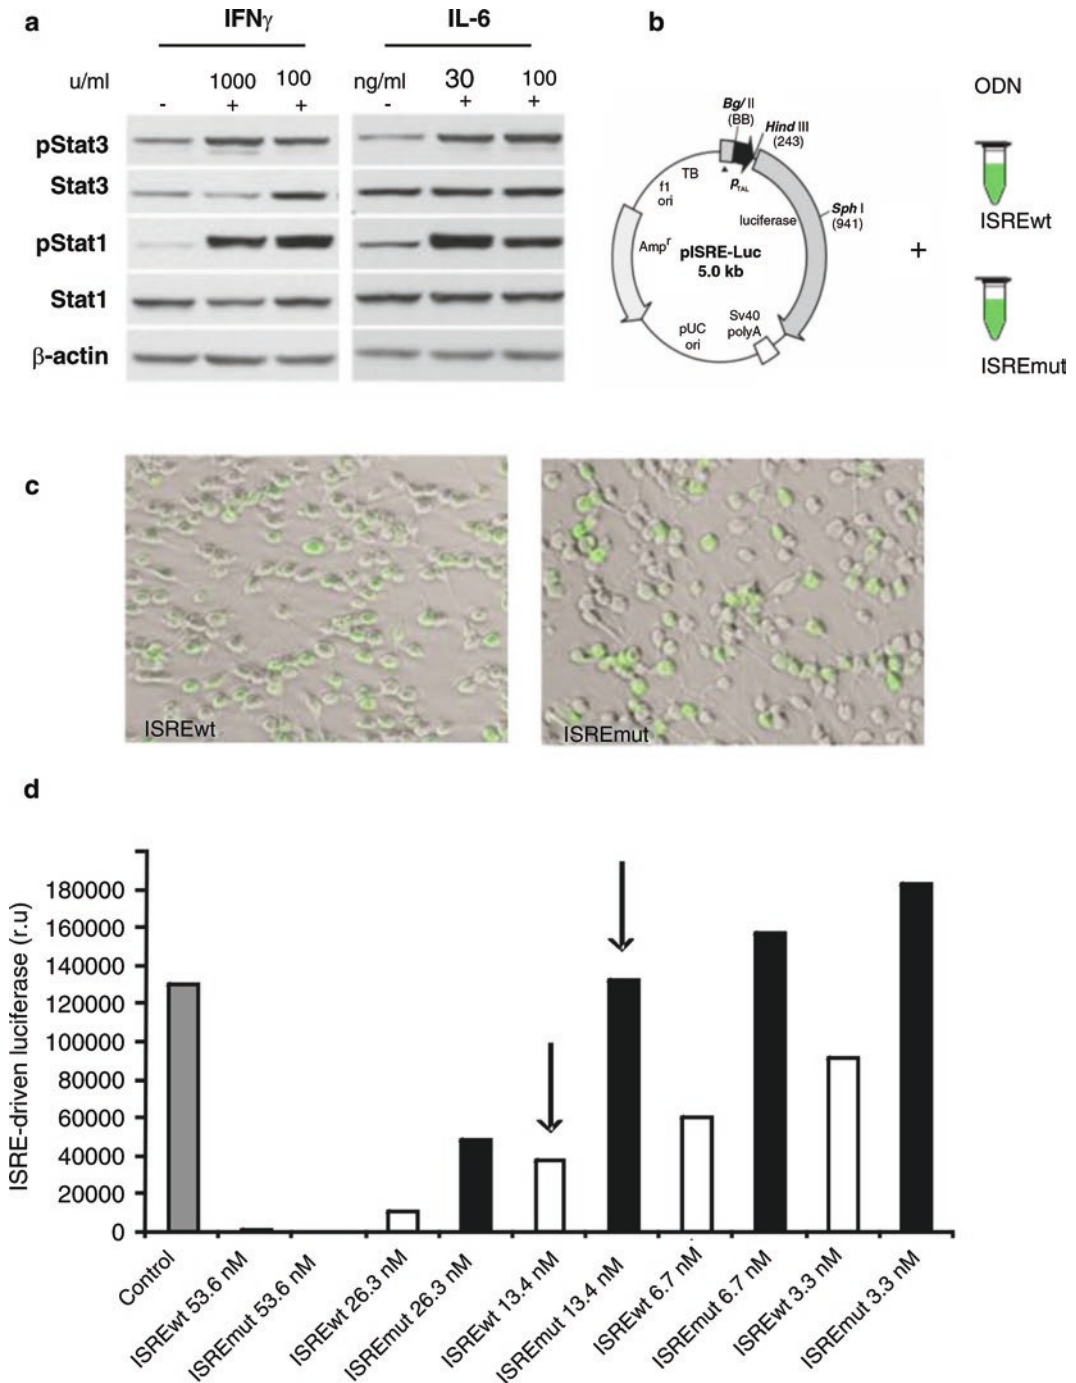 a
IFNγ
IL-6
u/ml
1000
100
ng/ml
30
100
-
+
+
-
+
+
pStat3
Stat3
pStat1
Stat1
β-actin
b
ODN
Bgl II
(BB)
Hind III
(243)
TB
f1
ori
PTAL
luciferase
Sph I
(941)
Ampr
pISRE-Luc
5.0 kb
Sv40
polyA
pUC
ori
+
ISREwt
ISREmut
c
ISREwt
ISREmut
d
ISRE-driven luciferase (r.u)
180000
160000
140000
120000
100000
80000
60000
40000
20000
0
Control
ISREwt 53.6 nM
ISREmut 53.6 nM
ISREwt 26.3 nM
ISREmut 26.3 nM
ISREwt 13.4 nM
ISREmut 13.4 nM
ISREwt 6.7 nM
ISREmut 6.7 nM
ISREwt 3.3 nM
ISREmut 3.3 nM